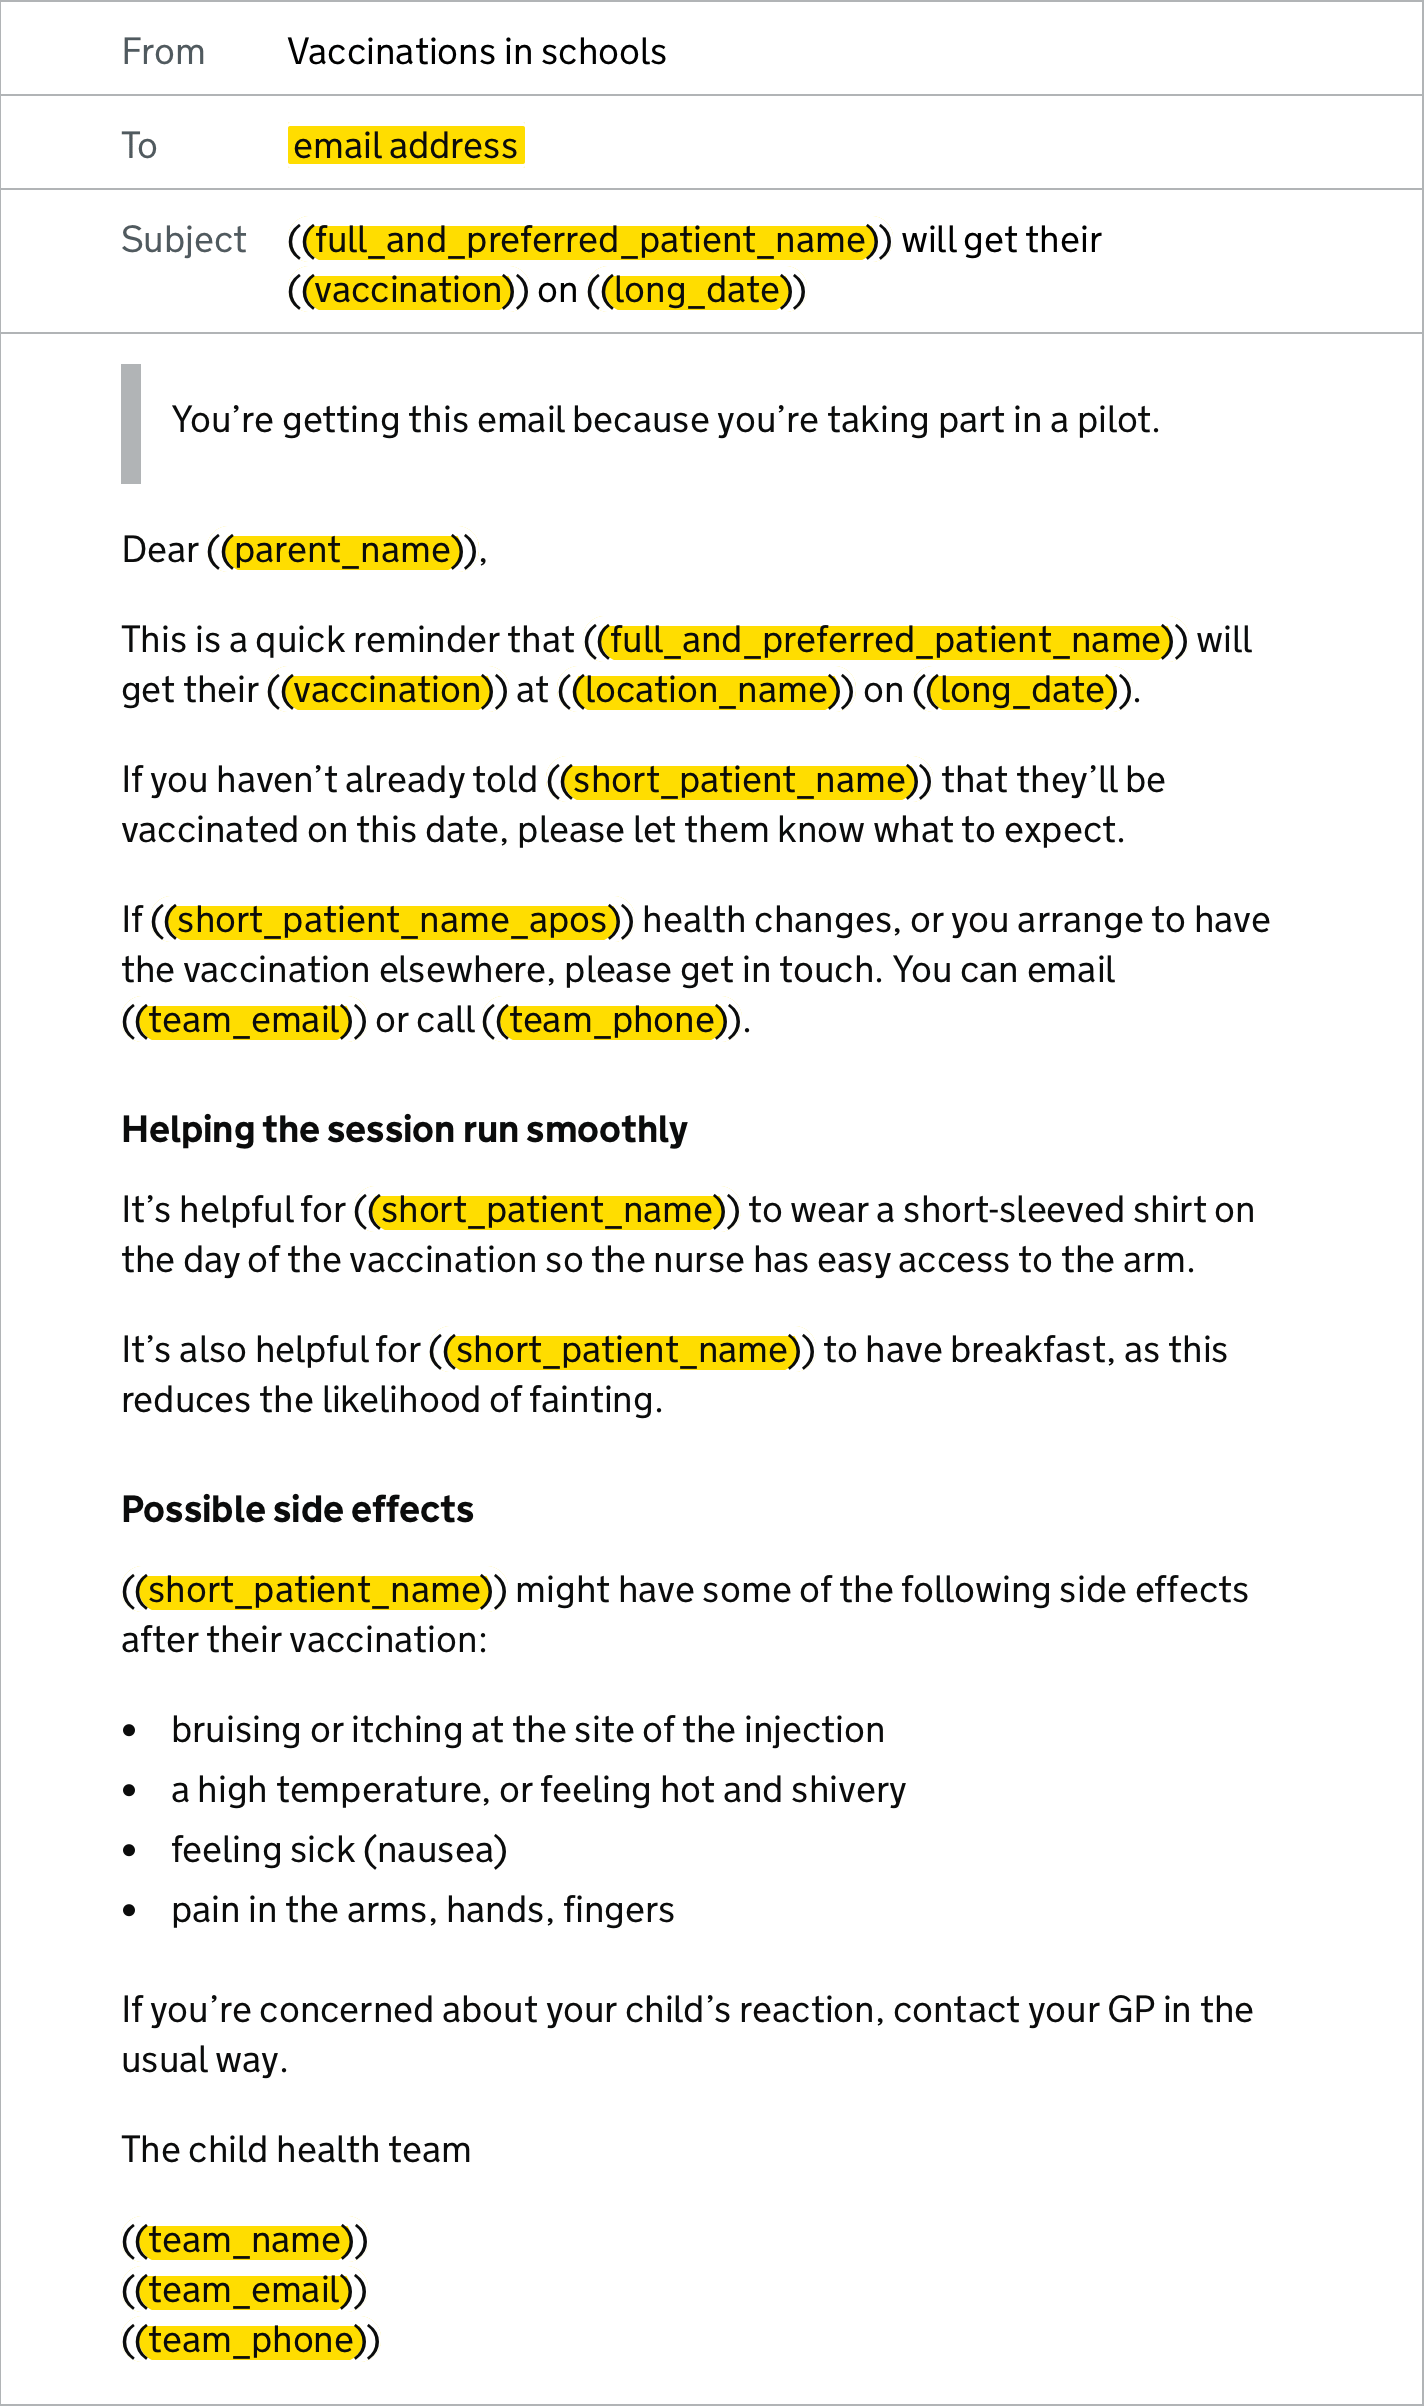 From Vaccinations in schools
To email address
Subject ((full_and_preferred_patient_name)) will get their
((vaccination)) on ((long_date))
You’re getting this email because you’re taking part in a pilot.
Dear ((parent_name)),
This is a quick reminder that ((full_and_preferred_patient_name)) will
get their ((vaccination)) at ((location_name)) on ((long_date)).
If you haven’t already told ((short_patient_name)) that they’ll be
vaccinated on this date, please let them know what to expect.
If ((short_patient_name_apos)) health changes, or you arrange to have
the vaccination elsewhere, please get in touch. You can email
((team_email)) or call ((team_phone)).
Helping the session run smoothly
It’s helpful for ((short_patient_name)) to wear a short-sleeved shirt on
the day of the vaccination so the nurse has easy access to the arm.
It’s also helpful for ((short_patient_name)) to have breakfast, as this
reduces the likelihood of fainting.
Possible side effects
((short_patient_name)) might have some of the following side effects
after their vaccination:
• bruising or itching at the site of the injection
• a high temperature, or feeling hot and shivery
• feeling sick (nausea)
• pain in the arms, hands, fingers
If you’re concerned about your child’s reaction, contact your GP in the
usual way.
The child health team
((team_name))
((team_email))
((team_phone))